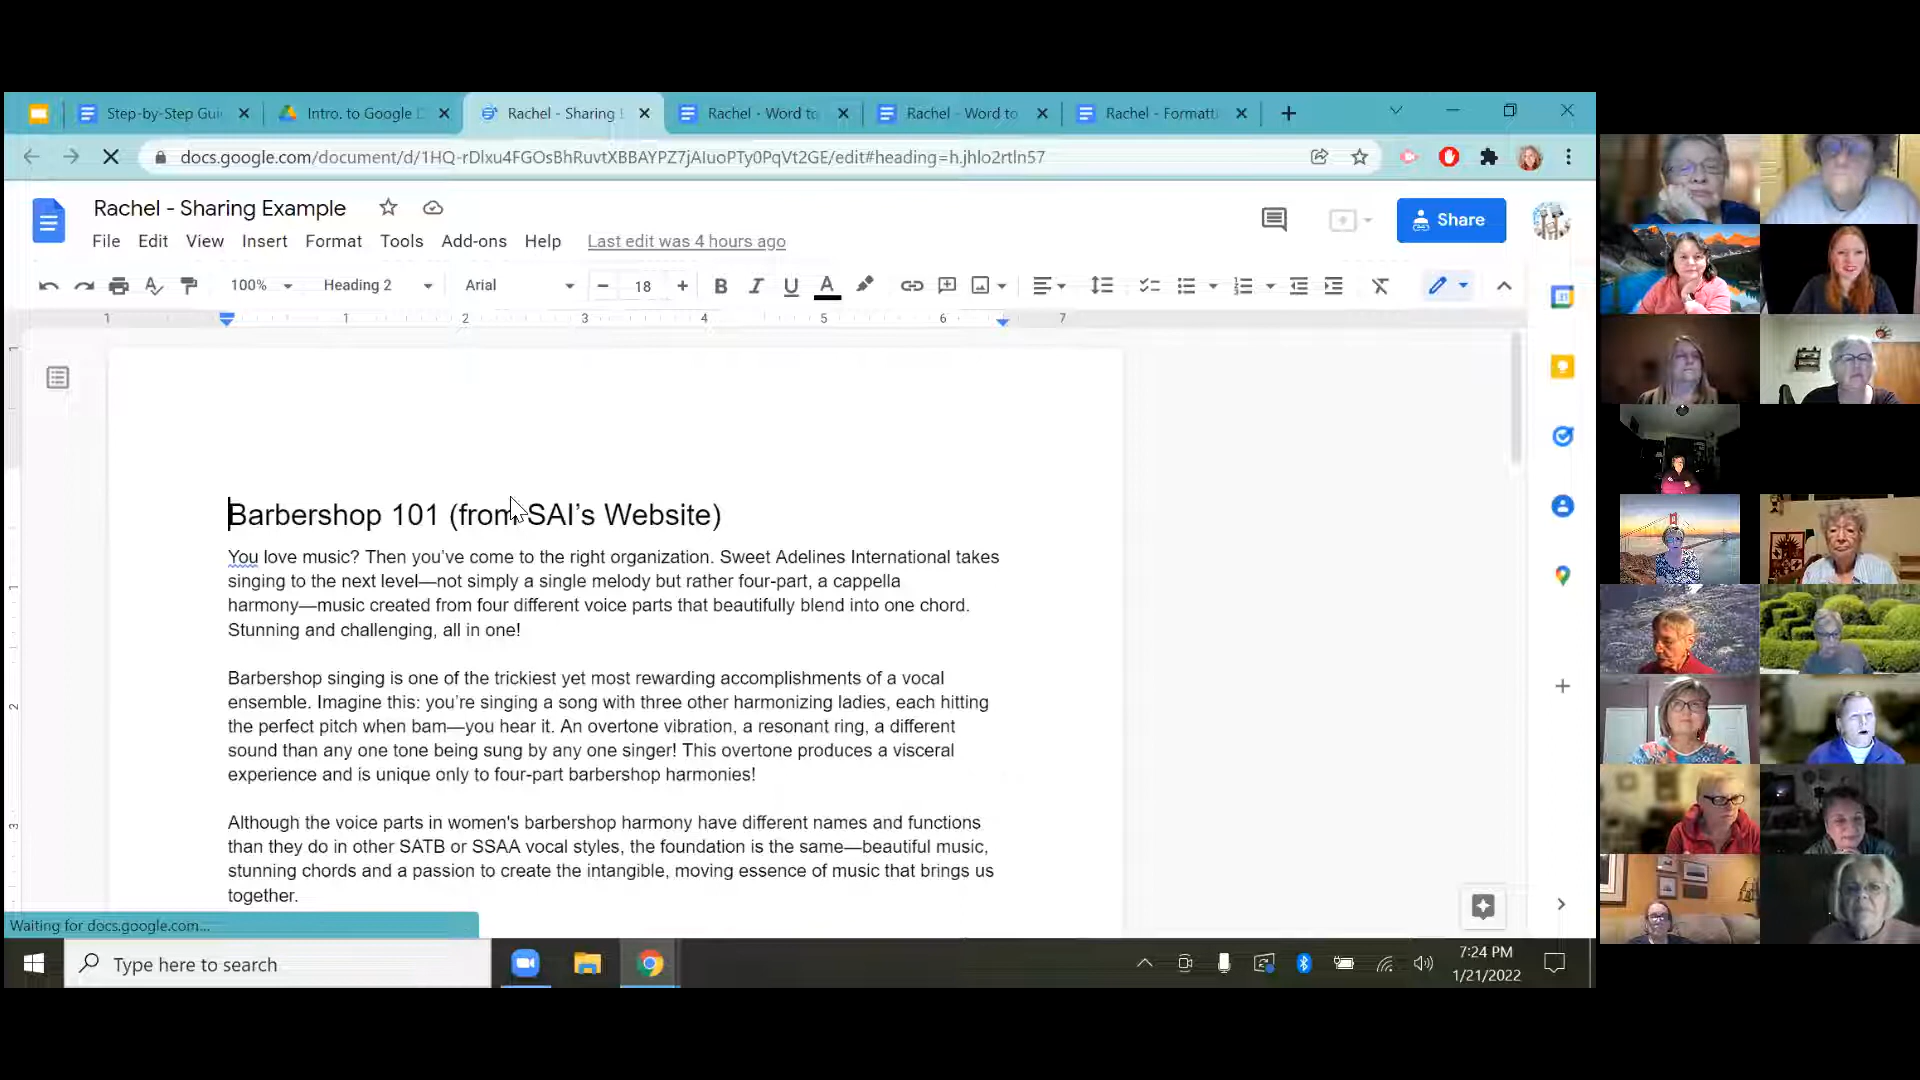 Step-by-Step Gui
Intro. to Google D
Rachel - Sharing E
Rachel - Word to
Rachel - Word to
Rachel - Formatti
docs.google.com/document/d/1HQ-rDlxu4FGOsBhRuvtXBBAYPZ7jAIuoPTy0PqVt2GE/edit#heading=h.jhlo2rtln57
Rachel - Sharing Example
Share
File Edit View Insert Format Tools Add-ons Help Last edit was 4 hours ago
100% Heading 2 Arial 18 B I U A
1 1 2 3 4 5 6 7
Barbershop 101 (from SAI’s Website)
You love music? Then you’ve come to the right organization. Sweet Adelines International takes
singing to the next level—not simply a single melody but rather four-part, a cappella
harmony—music created from four different voice parts that beautifully blend into one chord.
Stunning and challenging, all in one!
Barbershop singing is one of the trickiest yet most rewarding accomplishments of a vocal
ensemble. Imagine this: you’re singing a song with three other harmonizing ladies, each hitting
the perfect pitch when bam—you hear it. An overtone vibration, a resonant ring, a different
sound than any one tone being sung by any one singer! This overtone produces a visceral
experience and is unique only to four-part barbershop harmonies!
Although the voice parts in women's barbershop harmony have different names and functions
than they do in other SATB or SSAA vocal styles, the foundation is the same—beautiful music,
stunning chords and a passion to create the intangible, moving essence of music that brings us
together.
Waiting for docs.google.com...
Type here to search
7:24 PM
1/21/2022